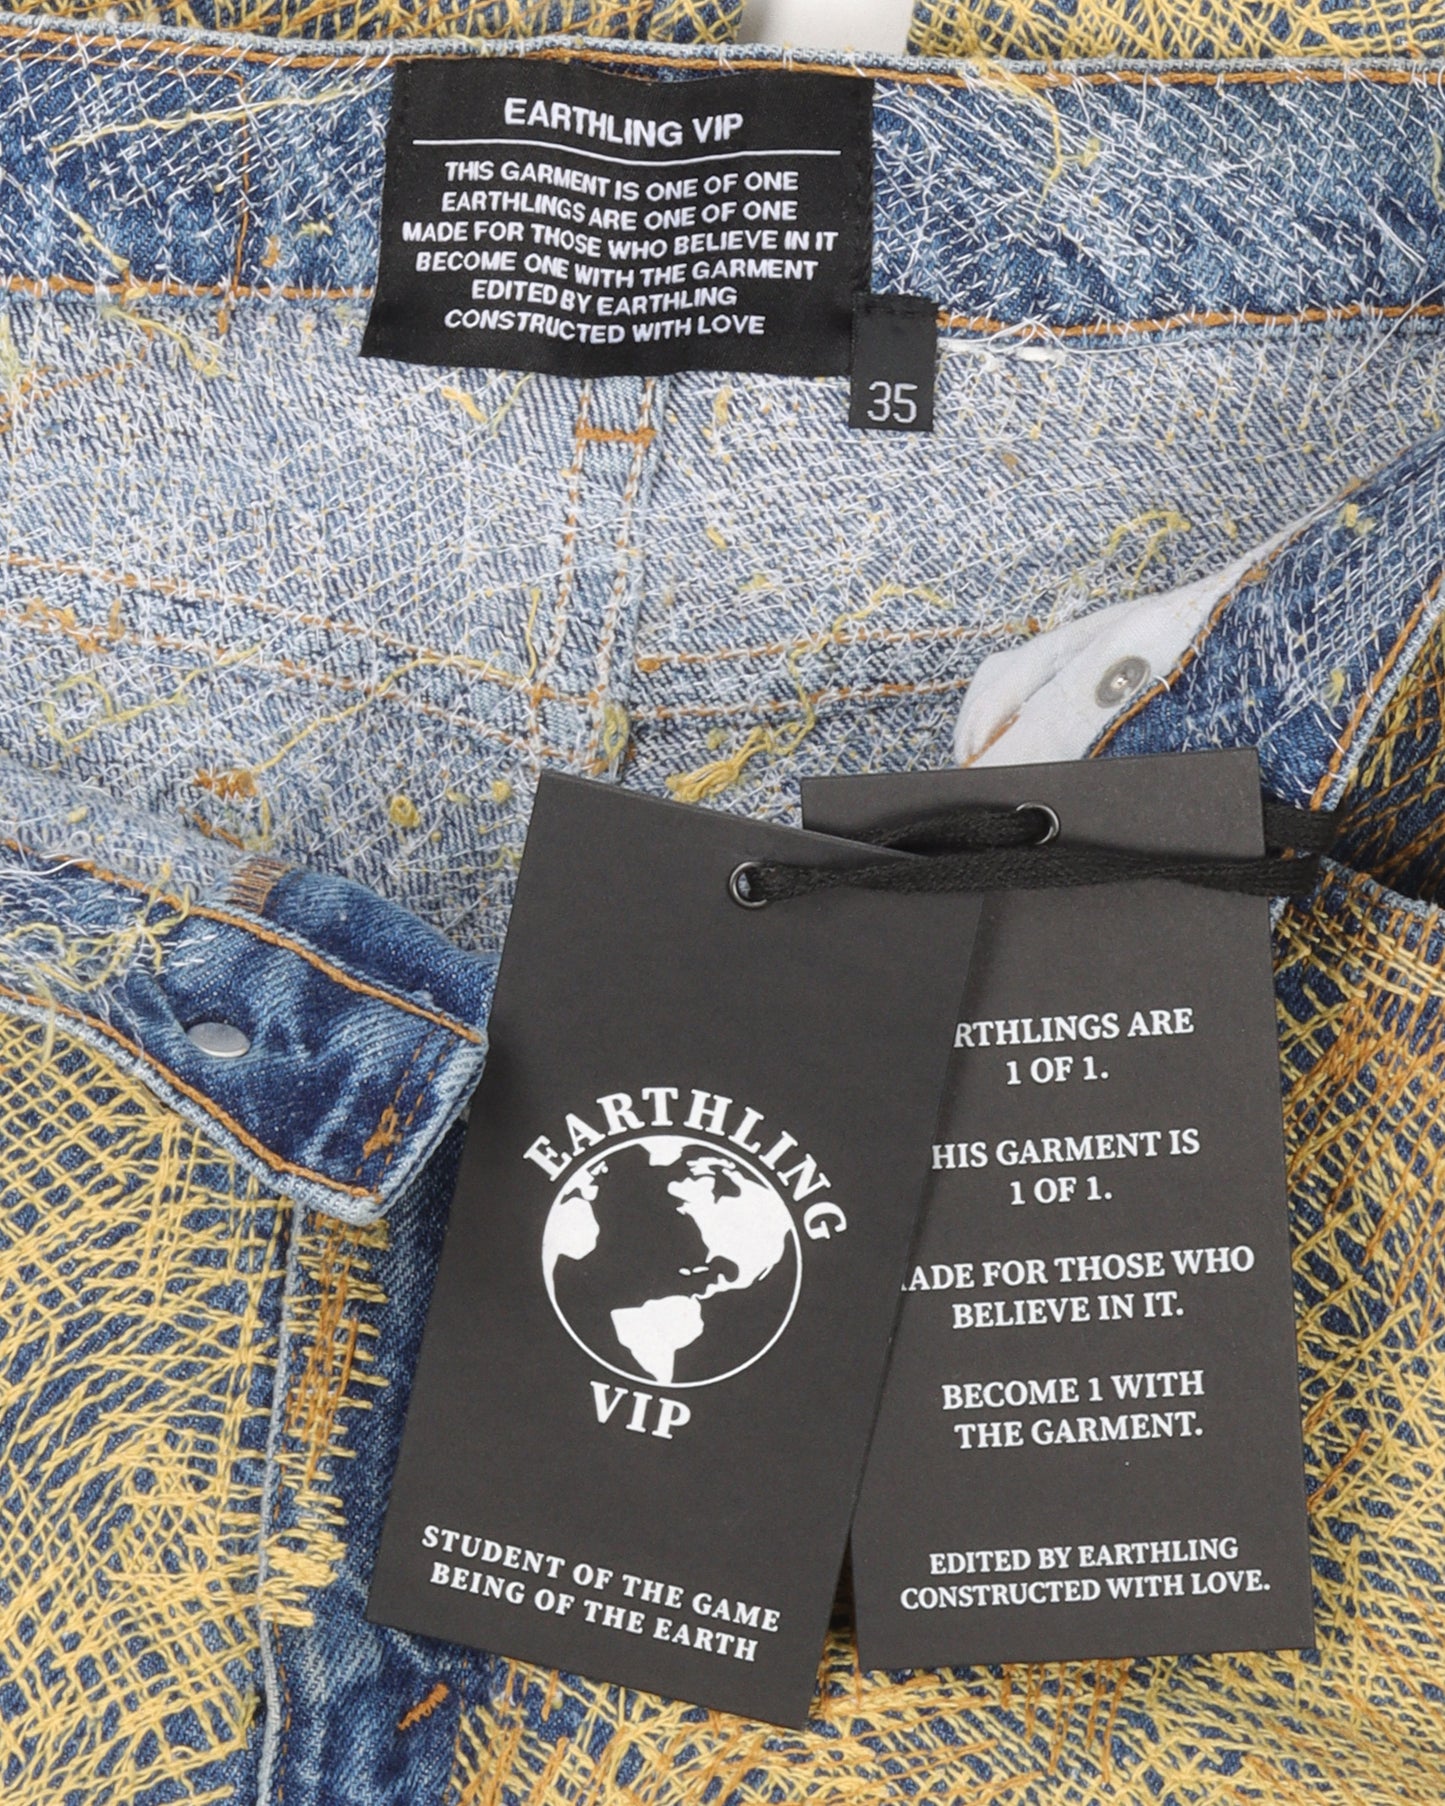 EARTHLING VIP
THIS GARMENT IS ONE OF ONE
EARTHLINGS ARE ONE OF ONE
MADE FOR THOSE WHO BELIEVE IN IT
BECOME ONE WITH THE GARMENT
EDITED BY EARTHLING
CONSTRUCTED WITH LOVE
35
EARTHLING
VIP
STUDENT OF THE GAME
BEING OF THE EARTH
RTHLINGS ARE
1 OF 1.
HIS GARMENT IS
1 OF 1.
ADE FOR THOSE WHO
BELIEVE IN IT.
BECOME 1 WITH
THE GARMENT.
EDITED BY EARTHLING
CONSTRUCTED WITH LOVE.